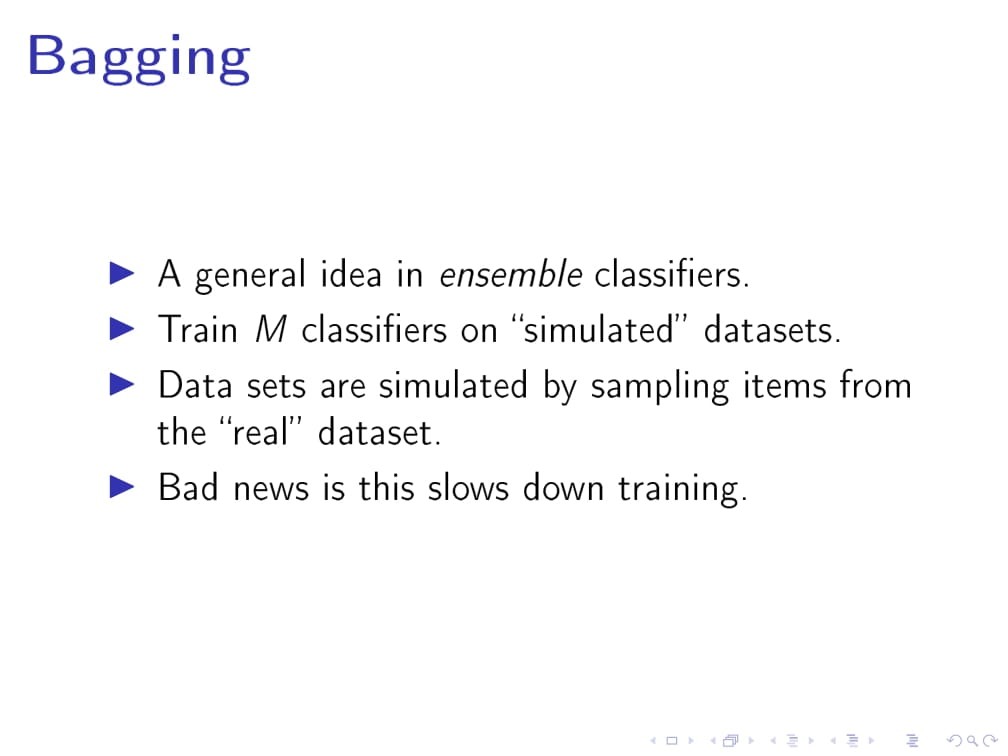 Bagging
▶ A general idea in ensemble classifiers.
▶ Train M classifiers on “simulated” datasets.
▶ Data sets are simulated by sampling items from
the “real” dataset.
▶ Bad news is this slows down training.